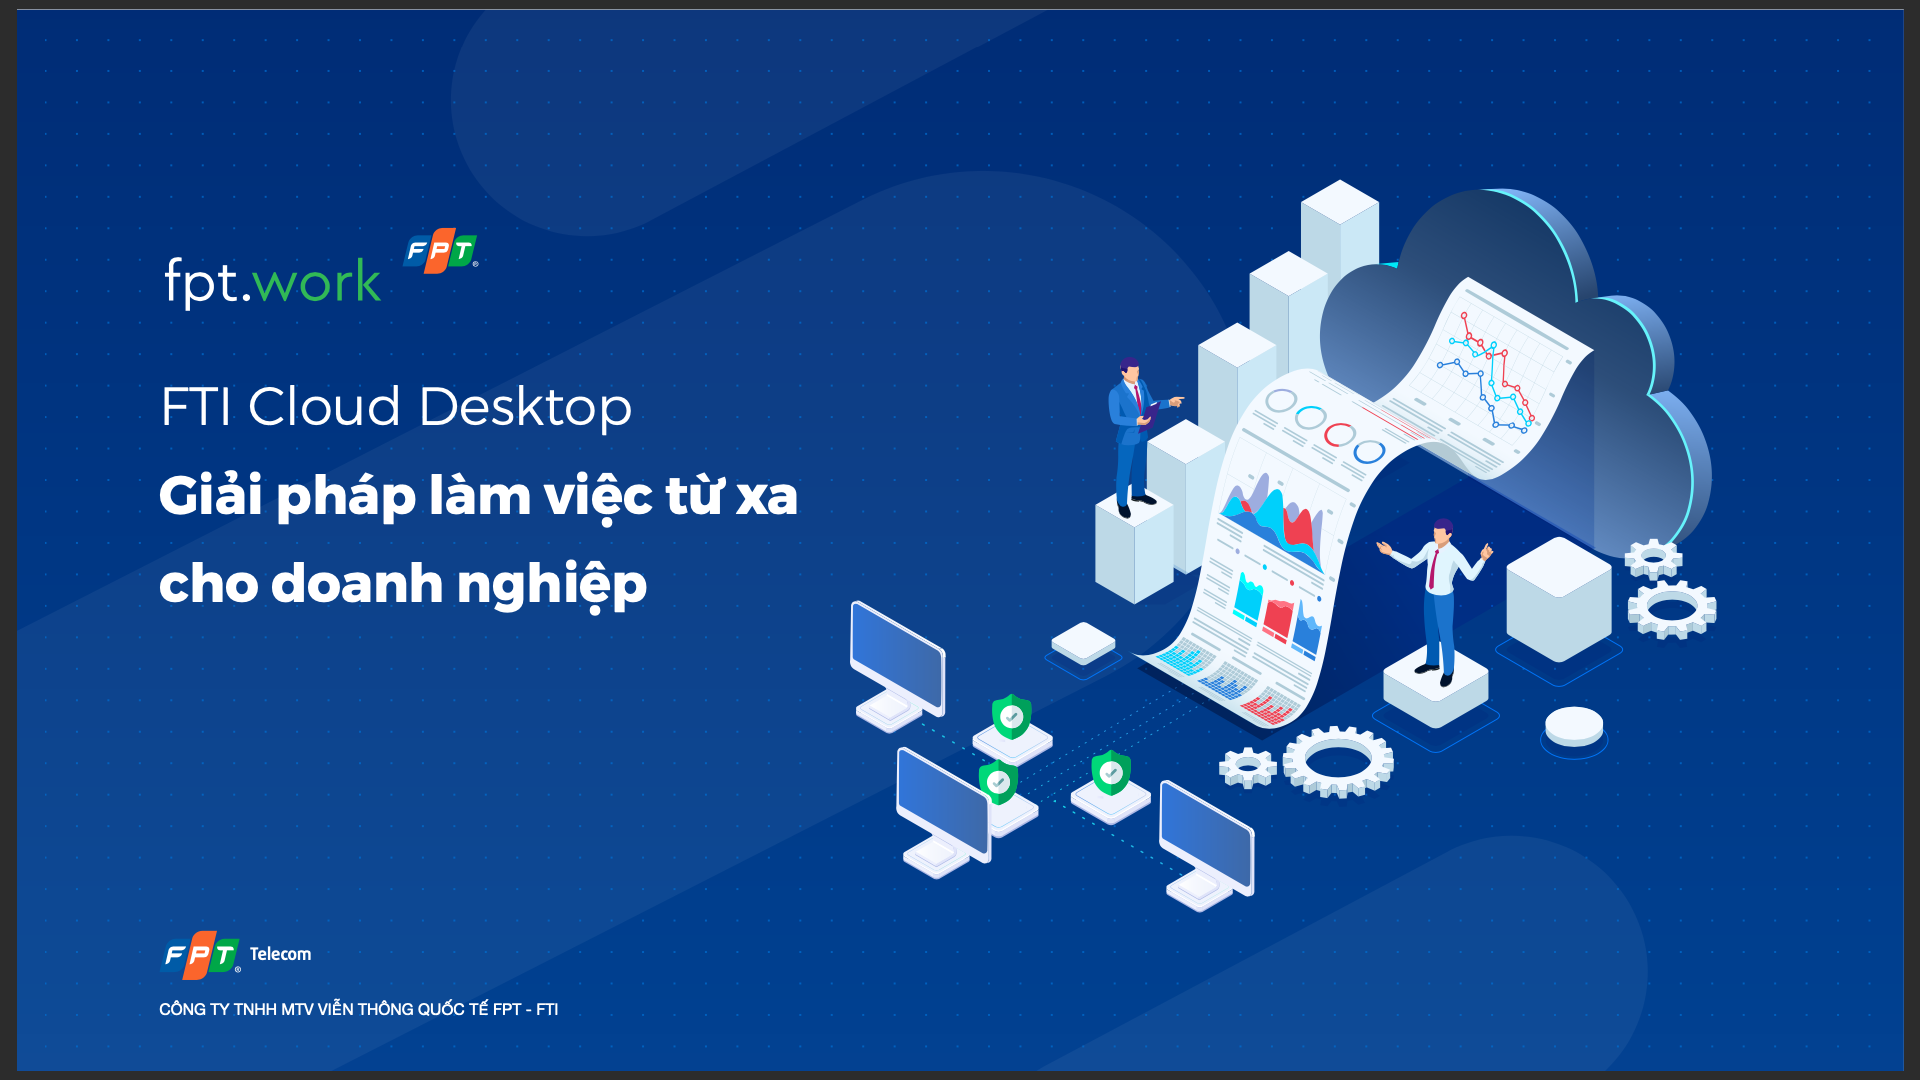 fpt.work FPT®
FTI Cloud Desktop
Giải pháp làm việc từ xa
cho doanh nghiệp
FPT® Telecom
CÔNG TY TNHH MTV VIỄN THÔNG QUỐC TẾ FPT - FTI